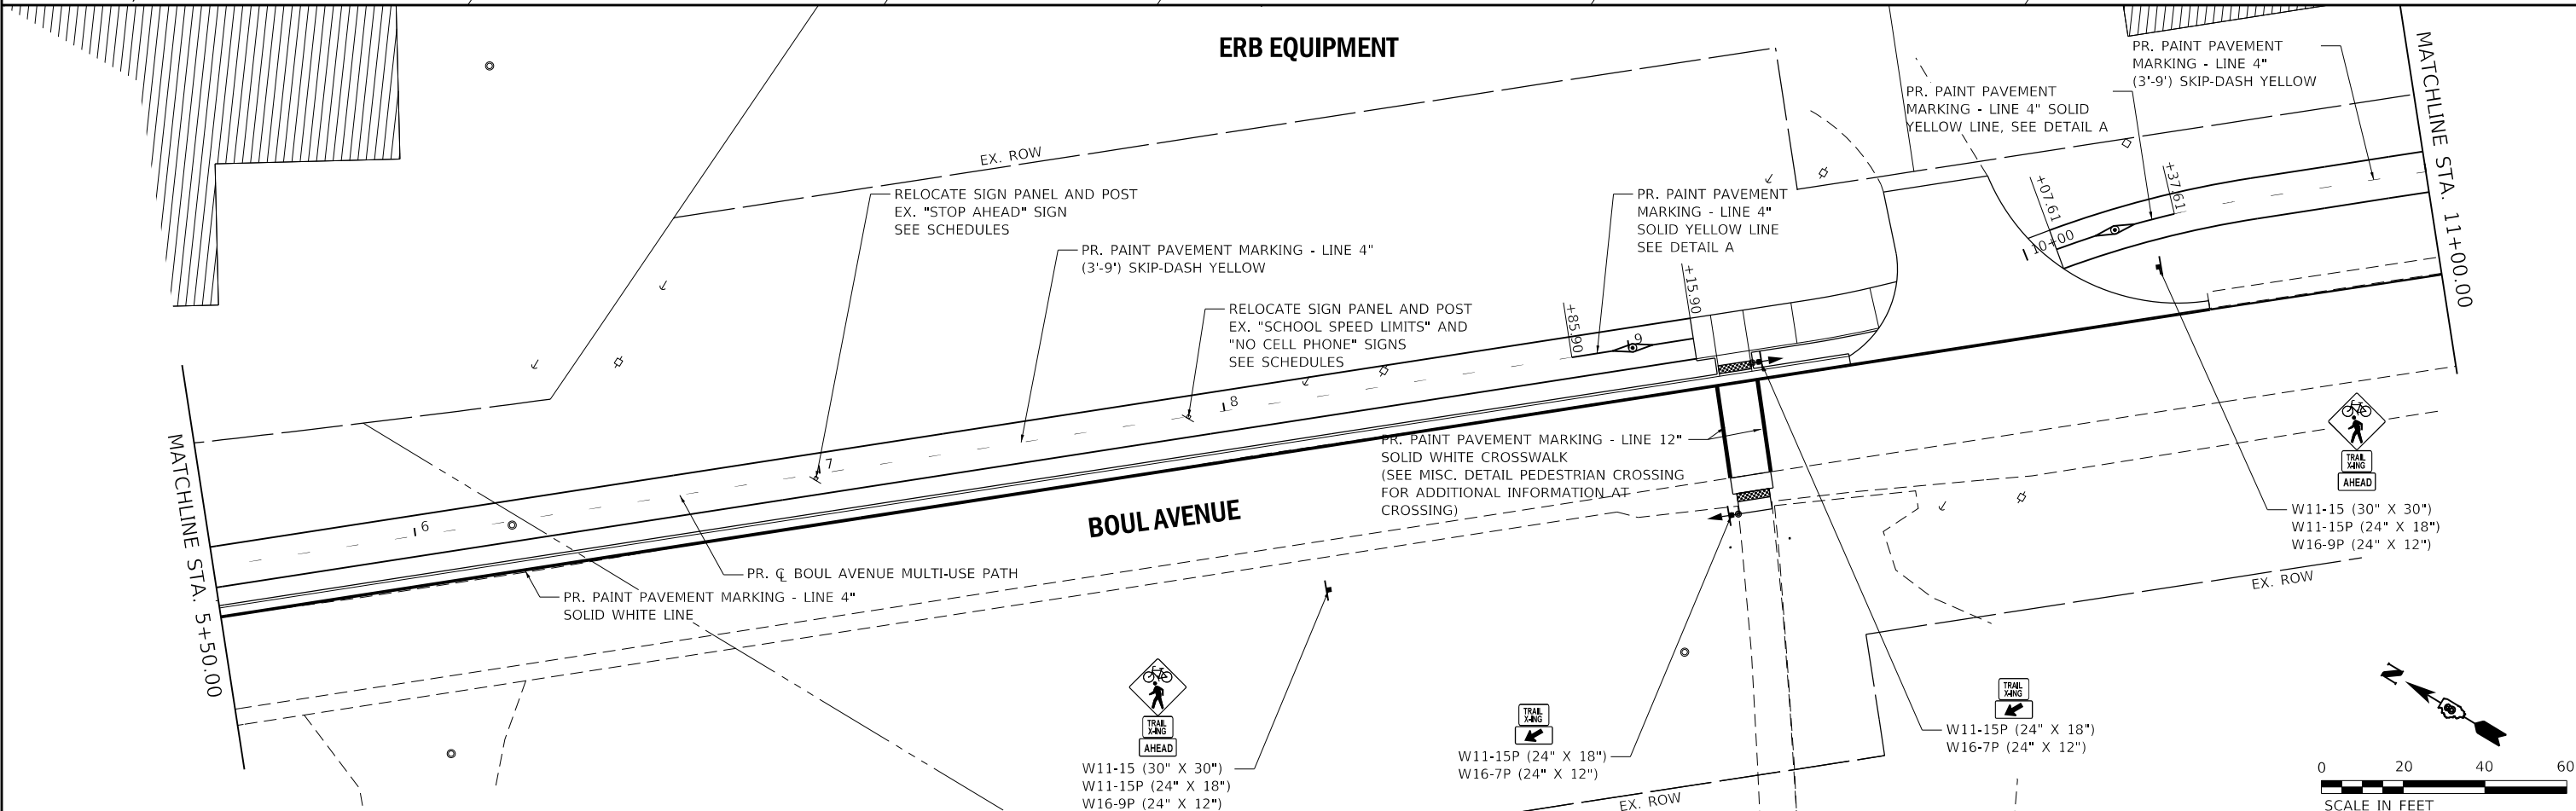 ERB EQUIPMENT
PR. PAINT PAVEMENT
MARKING - LINE 4"
(3'-9') SKIP-DASH YELLOW
PR. PAINT PAVEMENT
MARKING - LINE 4" SOLID
YELLOW LINE, SEE DETAIL A
MATCHLINE STA. 11+00.00
EX. ROW
RELOCATE SIGN PANEL AND POST
EX. "STOP AHEAD" SIGN
SEE SCHEDULES
PR. PAINT PAVEMENT
MARKING - LINE 4"
SOLID YELLOW LINE
SEE DETAIL A
+07.61
+37.61
10+00
PR. PAINT PAVEMENT MARKING - LINE 4"
(3'-9') SKIP-DASH YELLOW
RELOCATE SIGN PANEL AND POST
EX. "SCHOOL SPEED LIMITS" AND
"NO CELL PHONE" SIGNS
SEE SCHEDULES
+85.90
+15.90
9
8
7
6
PR. PAINT PAVEMENT MARKING - LINE 12"
SOLID WHITE CROSSWALK
(SEE MISC. DETAIL PEDESTRIAN CROSSING
FOR ADDITIONAL INFORMATION AT
CROSSING)
MATCHLINE STA. 5+50.00
BOUL AVENUE
PR. ℄ BOUL AVENUE MULTI-USE PATH
PR. PAINT PAVEMENT MARKING - LINE 4"
SOLID WHITE LINE
TRAIL
X-ING
AHEAD
W11-15 (30" X 30")
W11-15P (24" X 18")
W16-9P (24" X 12")
EX. ROW
TRAIL
X-ING
AHEAD
W11-15 (30" X 30")
W11-15P (24" X 18")
W16-9P (24" X 12")
TRAIL
X-ING
W11-15P (24" X 18")
W16-7P (24" X 12")
TRAIL
X-ING
W11-15P (24" X 18")
W16-7P (24" X 12")
EX. ROW
N
0 20 40 60
SCALE IN FEET